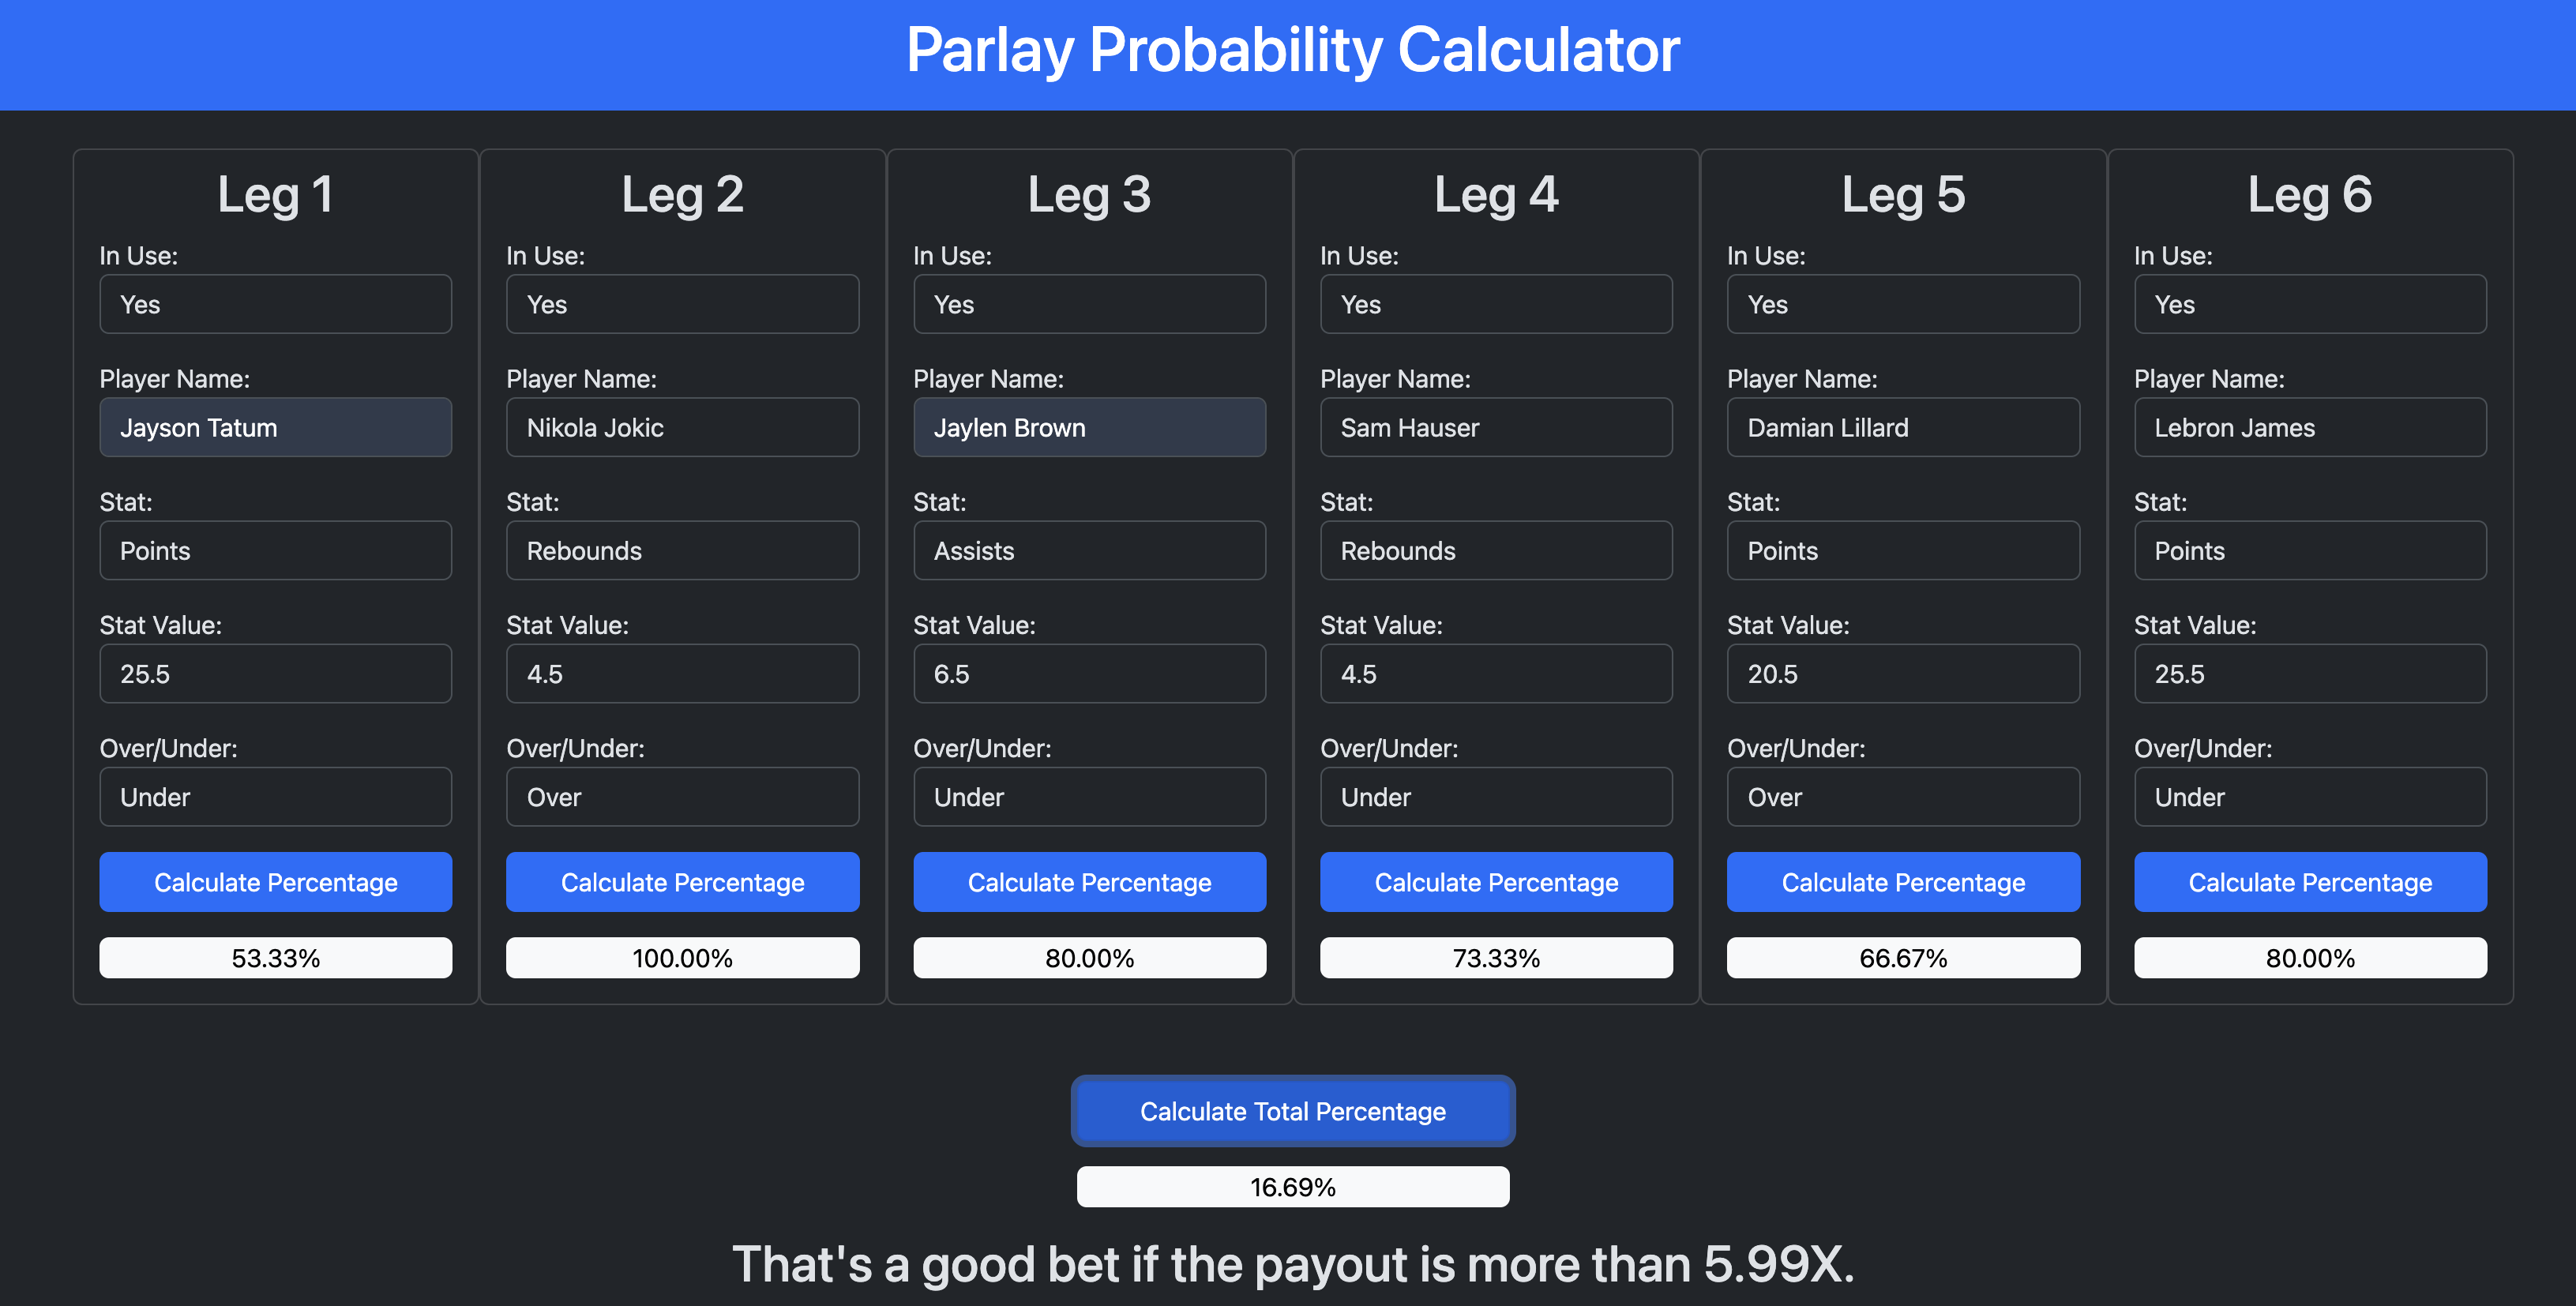 Parlay Probability Calculator
Leg 1
In Use:
Yes
Player Name:
Jayson Tatum
Stat:
Points
Stat Value:
25.5
Over/Under:
Under
Calculate Percentage
53.33%
Leg 2
In Use:
Yes
Player Name:
Nikola Jokic
Stat:
Rebounds
Stat Value:
4.5
Over/Under:
Over
Calculate Percentage
100.00%
Leg 3
In Use:
Yes
Player Name:
Jaylen Brown
Stat:
Assists
Stat Value:
6.5
Over/Under:
Under
Calculate Percentage
80.00%
Leg 4
In Use:
Yes
Player Name:
Sam Hauser
Stat:
Rebounds
Stat Value:
4.5
Over/Under:
Under
Calculate Percentage
73.33%
Leg 5
In Use:
Yes
Player Name:
Damian Lillard
Stat:
Points
Stat Value:
20.5
Over/Under:
Over
Calculate Percentage
66.67%
Leg 6
In Use:
Yes
Player Name:
Lebron James
Stat:
Points
Stat Value:
25.5
Over/Under:
Under
Calculate Percentage
80.00%
Calculate Total Percentage
16.69%
That's a good bet if the payout is more than 5.99X.